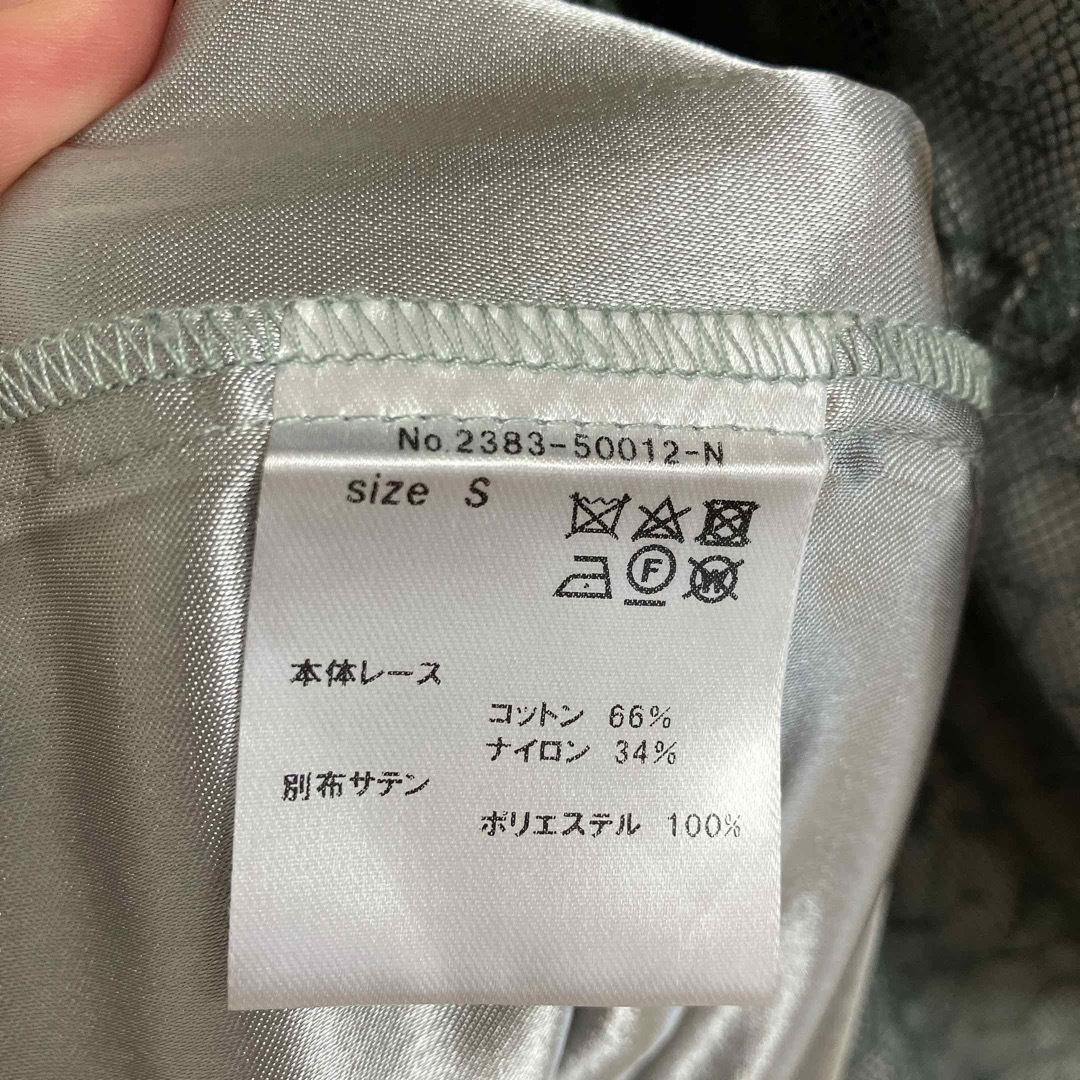 No.2383-50012-N
size S
F W
本体レース
コットン 66%
ナイロン 34%
別布サテン
ポリエステル 100%